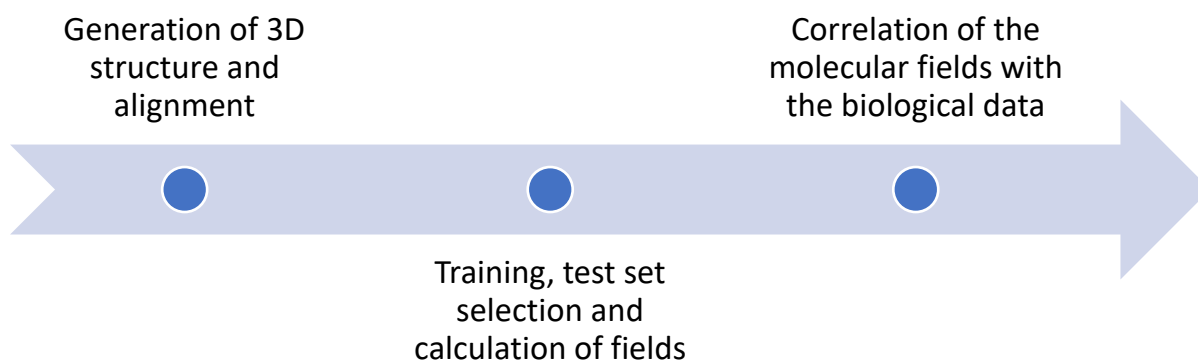 Generation of 3D
structure and
alignment
Training, test set
selection and
calculation of fields
Correlation of the
molecular fields with
the biological data